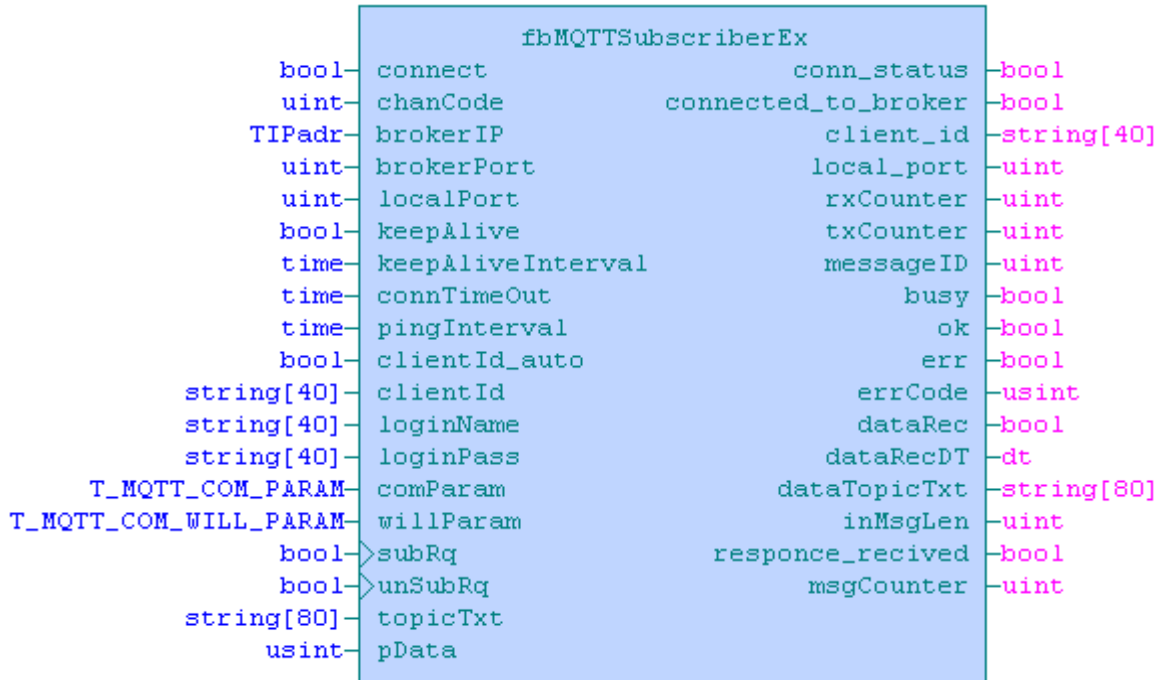 fbMQTTSubscriberEx
bool connect conn_status bool
uint chanCode connected_to_broker bool
TIPadr brokerIP client_id string[40]
uint brokerPort local_port uint
uint localPort rxCounter uint
bool keepAlive txCounter uint
time keepAliveInterval messageID uint
time connTimeOut busy bool
time pingInterval ok bool
bool clientId_auto err bool
string[40] clientId errCode usint
string[40] loginName dataRec bool
string[40] loginPass dataRecDT dt
T_MQTT_COM_PARAM comParam dataTopicTxt string[80]
T_MQTT_COM_WILL_PARAM willParam inMsgLen uint
bool subRq responce_recived bool
bool unSubRq msgCounter uint
string[80] topicTxt
usint pData